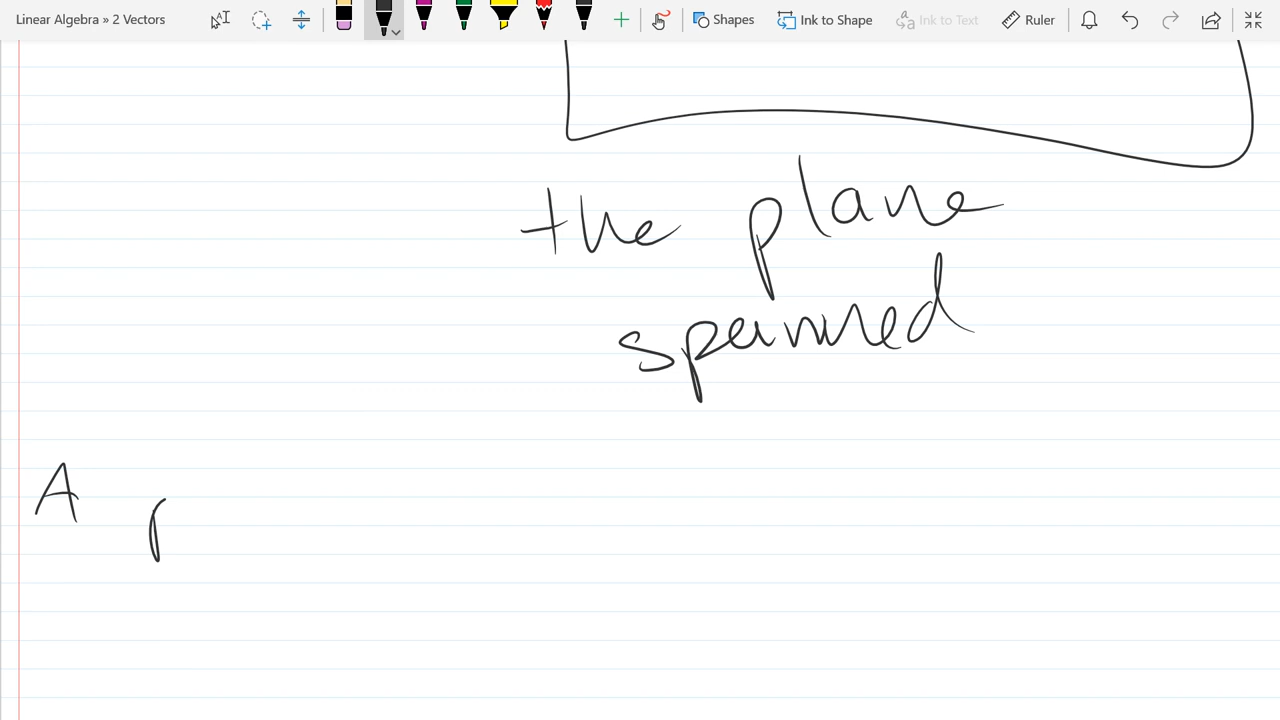 Linear Algebra » 2 Vectors Shapes Ink to Shape Ink to Text Ruler
the plane
spanned
A